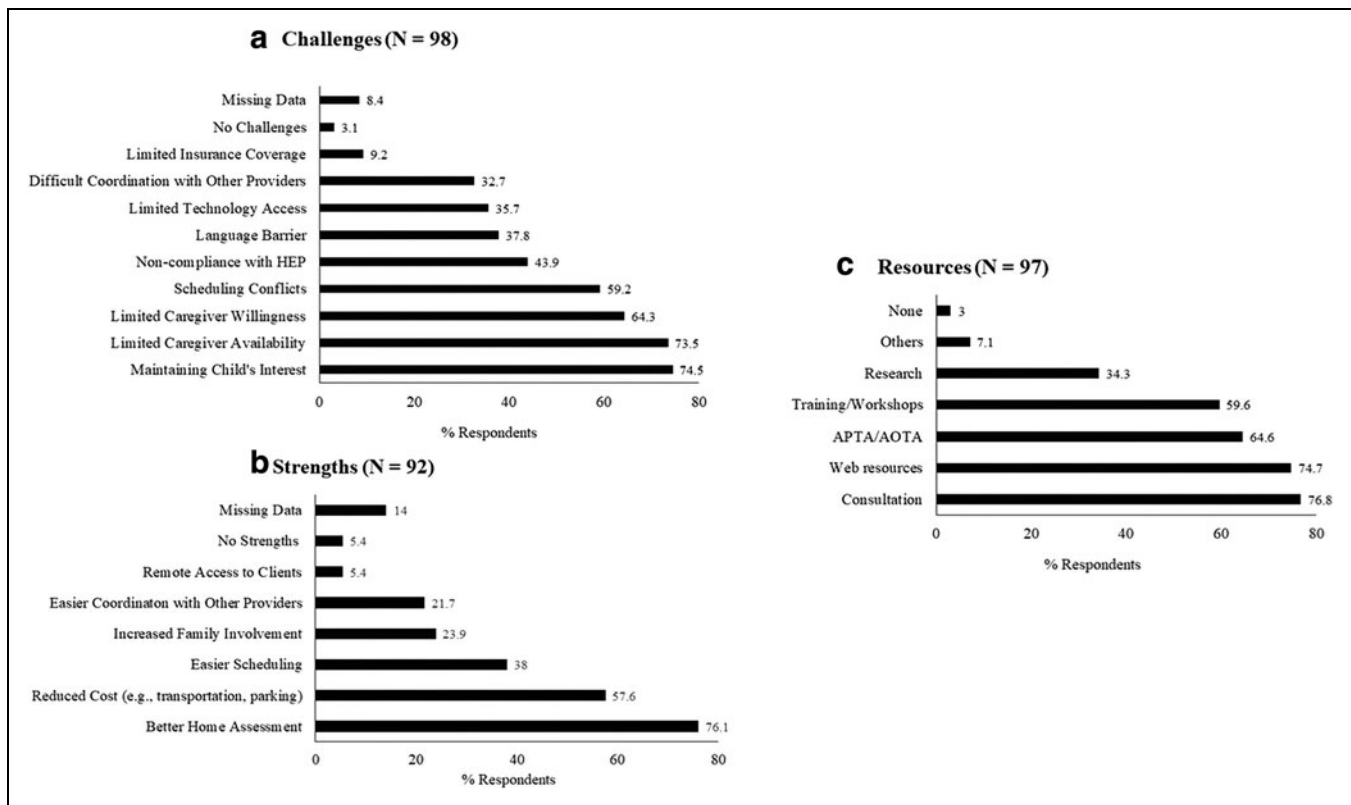 a Challenges (N = 98)
Missing Data 8.4
No Challenges 3.1
Limited Insurance Coverage 9.2
Difficult Coordination with Other Providers 32.7
Limited Technology Access 35.7
Language Barrier 37.8
Non-compliance with HEP 43.9
Scheduling Conflicts 59.2
Limited Caregiver Willingness 64.3
Limited Caregiver Availability 73.5
Maintaining Child's Interest 74.5
0 20 40 60 80
% Respondents
b Strengths (N = 92)
Missing Data 14
No Strengths 5.4
Remote Access to Clients 5.4
Easier Coordinaton with Other Providers 21.7
Increased Family Involvement 23.9
Easier Scheduling 38
Reduced Cost (e.g., transportation, parking) 57.6
Better Home Assessment 76.1
0 20 40 60 80
% Respondents
c Resources (N = 97)
None 3
Others 7.1
Research 34.3
Training/Workshops 59.6
APTA/AOTA 64.6
Web resources 74.7
Consultation 76.8
0 20 40 60 80
% Respondents